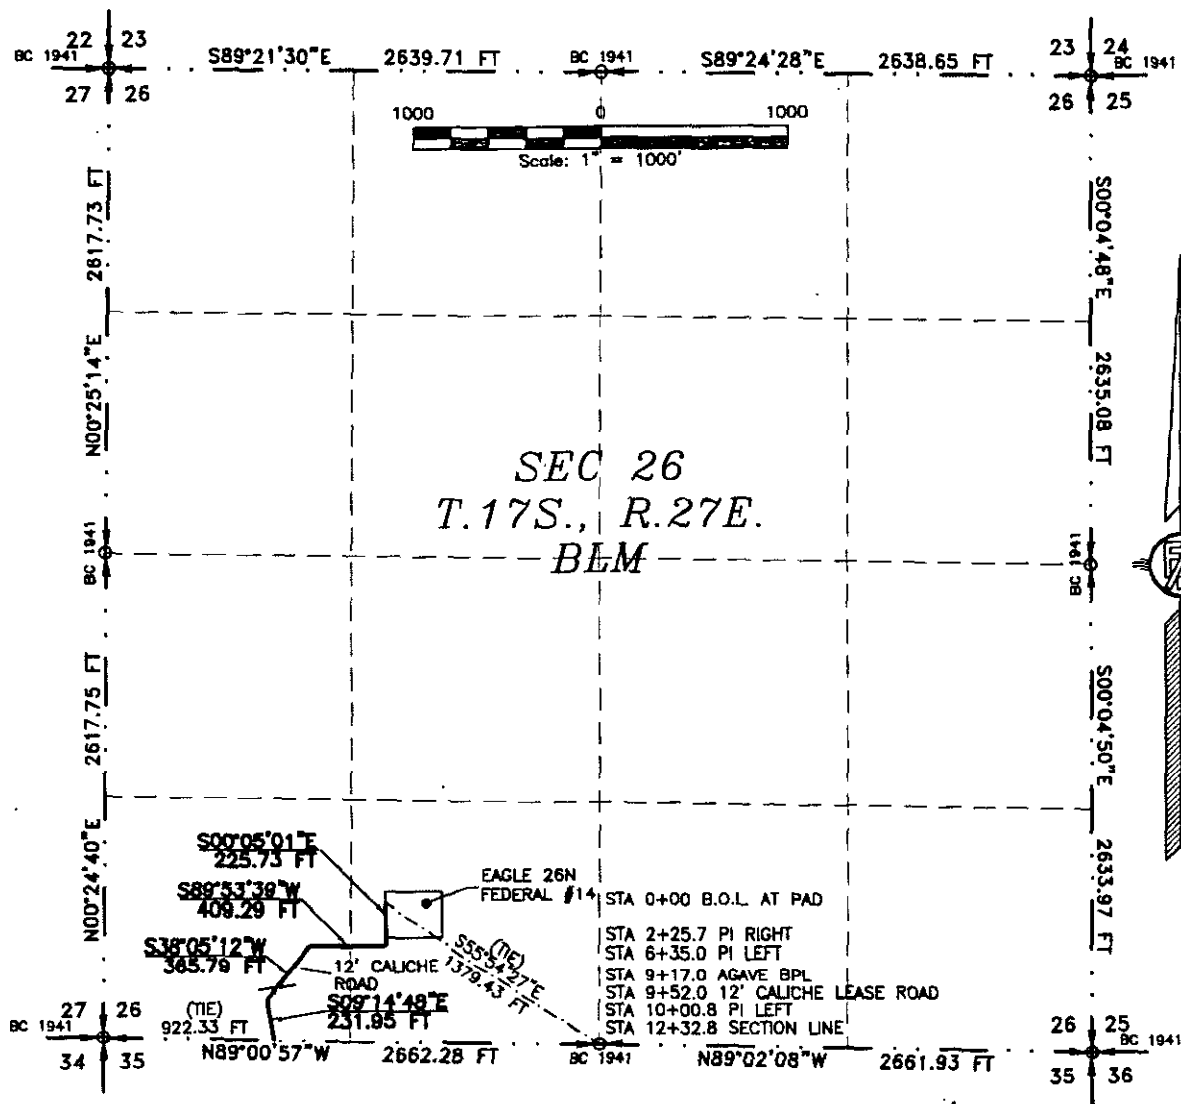 22 23
BC 1941
S89°21'30"E 2639.71 FT
BC 1941
S89°24'28"E 2638.65 FT
23 24
BC 1941
27 26
26 25
1000 0 1000
Scale: 1" = 1000'
2617.73 FT
N00°25'14"E
S00°04'48"E
2635.08 FT
SEC 26
T.17S., R.27E.
BLM
BC 1941
BC 1941
2617.75 FT
N00°24'40"E
S00°04'50"E
2633.97 FT
S00°05'01"E
225.73 FT
S89°53'39"W
409.29 FT
S38°05'12"W
365.79 FT
12' CALICHE
ROAD
S09°14'48"E
231.95 FT
EAGLE 26N
FEDERAL #14
(TIE)
S55°54'27"E
1379.43 FT
STA 0+00 B.O.L. AT PAD
STA 2+25.7 PI RIGHT
STA 6+35.0 PI LEFT
STA 9+17.0 AGAVE BPL
STA 9+52.0 12' CALICHE LEASE ROAD
STA 10+00.8 PI LEFT
STA 12+32.8 SECTION LINE
27 26
BC 1941
34 35
(TIE)
922.33 FT
N89°00'57"W 2662.28 FT
BC 1941
N89°02'08"W 2661.93 FT
26 25
BC 1941
35 36